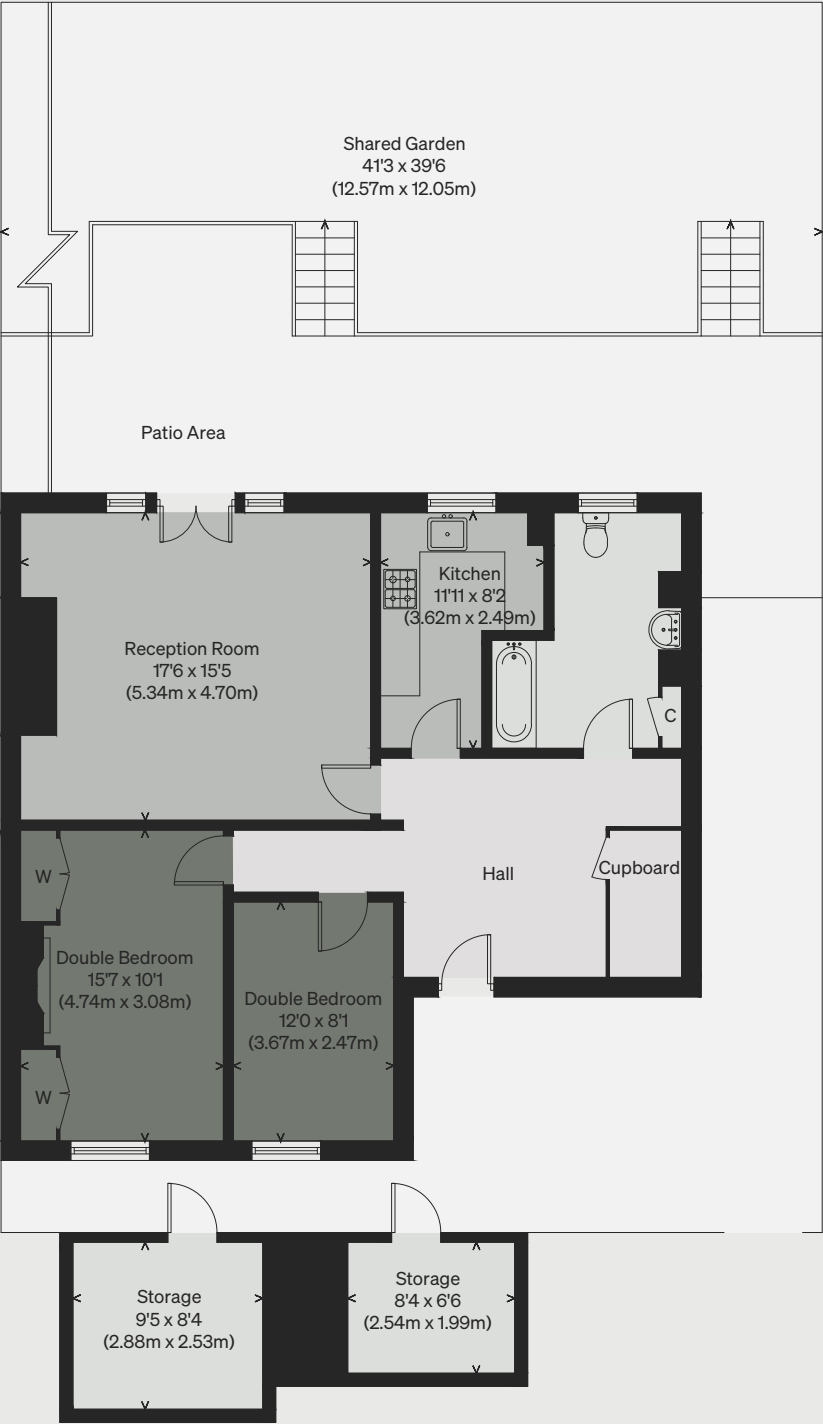 Shared Garden
41'3 x 39'6
(12.57m x 12.05m)
Patio Area
Kitchen
11'11 x 8'2
(3.62m x 2.49m)
Reception Room
17'6 x 15'5
(5.34m x 4.70m)
C
W
Hall
Cupboard
Double Bedroom
15'7 x 10'1
(4.74m x 3.08m)
Double Bedroom
12'0 x 8'1
(3.67m x 2.47m)
W
Storage
9'5 x 8'4
(2.88m x 2.53m)
Storage
8'4 x 6'6
(2.54m x 1.99m)